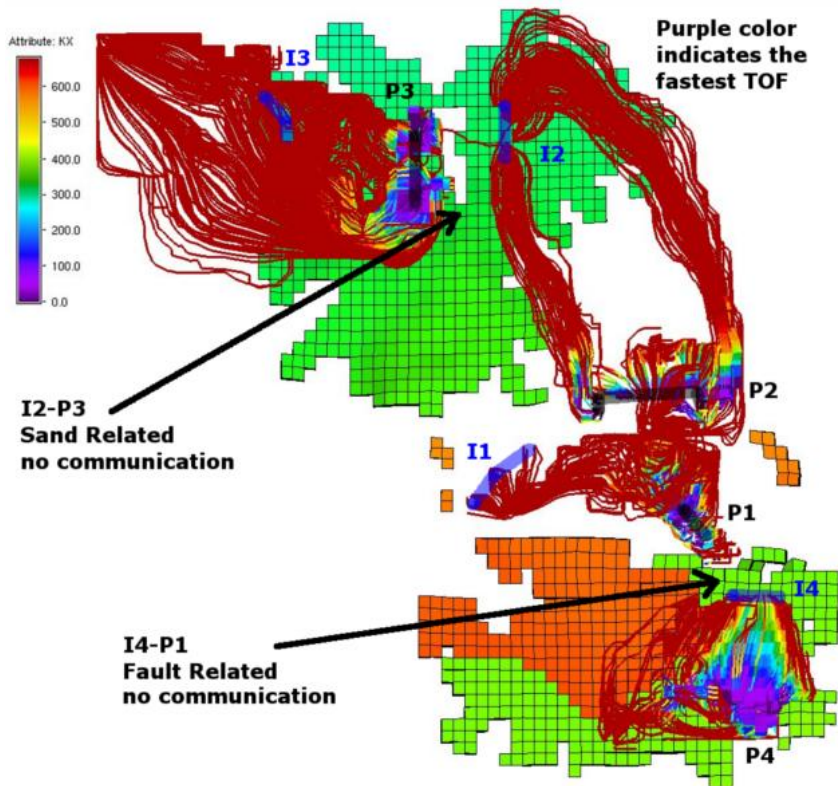 Attribute: KX
600.0
500.0
400.0
300.0
200.0
100.0
0.0
Purple color
indicates the
fastest TOF
I3
P3
I2
I2-P3
Sand Related
no communication
P2
I1
P1
I4
I4-P1
Fault Related
no communication
P4